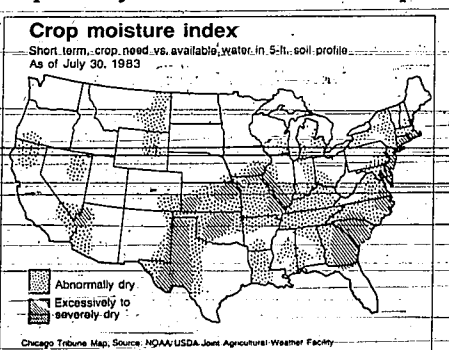 Crop moisture index
Short term, crop need vs. available water in 5-ft. soil profile
As of July 30, 1983
Abnormally dry
Excessively to
severely dry
Chicago Tribune Map, Source: NOAA/USDA Joint Agricultural Weather Facility